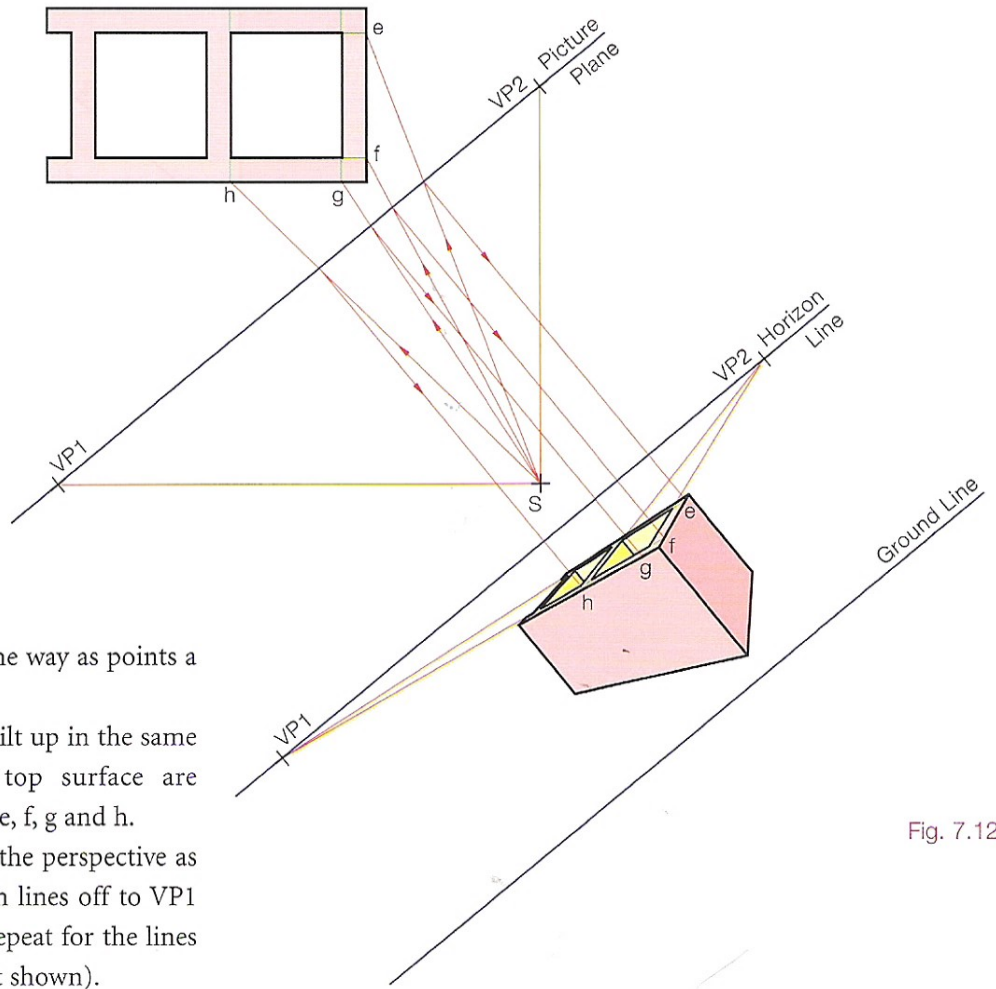 e
VP2
Picture
Plane
f
h
g
VP2
Horizon
Line
VP1
S
Ground Line
e
f
g
h
VP1
ne way as points a
ilt up in the same
top surface are
e, f, g and h.
the perspective as
n lines off to VP1
epeat for the lines
t shown).
Fig. 7.12